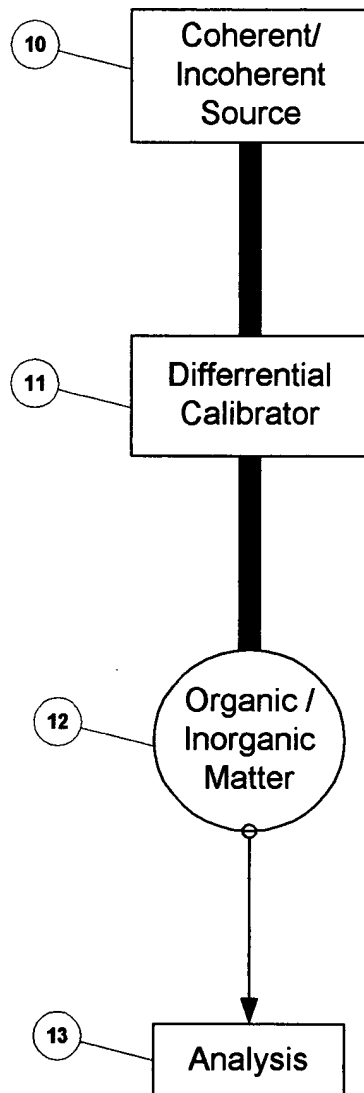 10
Coherent/
Incoherent
Source
11
Differrential
Calibrator
12
Organic /
Inorganic
Matter
13
Analysis